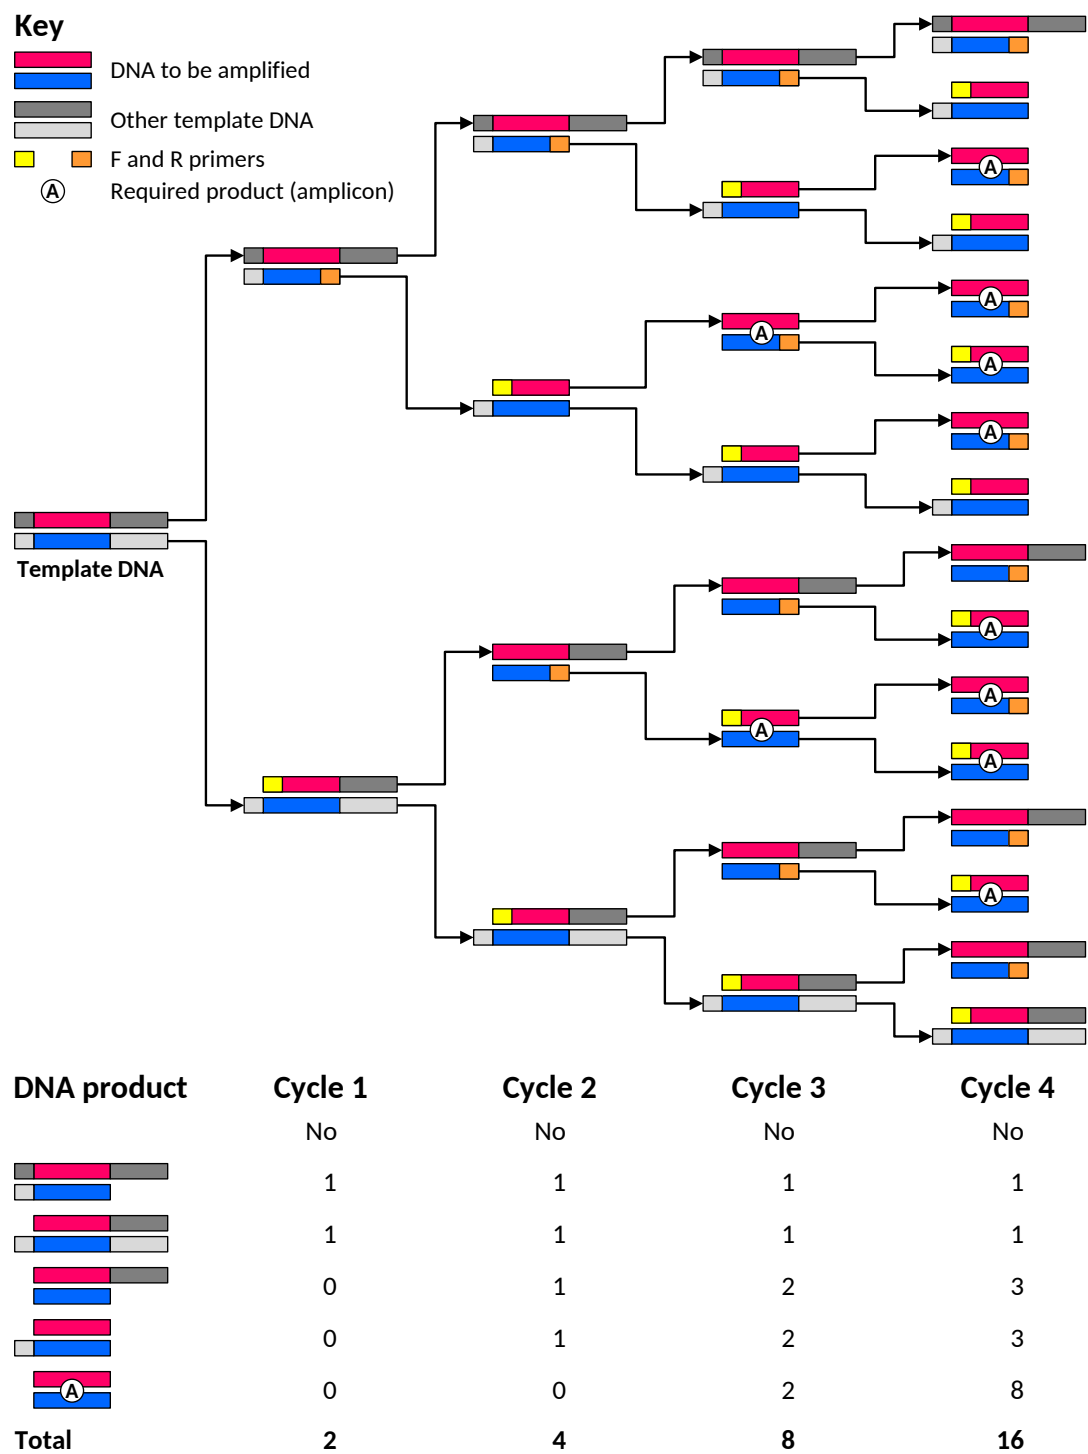 Key
DNA to be amplified
Other template DNA
F and R primers
A Required product (amplicon)
A
A
A
A
A
A
Template DNA
A
A
A
A
A
DNA product Cycle 1 Cycle 2 Cycle 3 Cycle 4
No No No No
1 1 1 1
1 1 1 1
0 1 2 3
0 1 2 3
A 0 0 2 8
Total 2 4 8 16